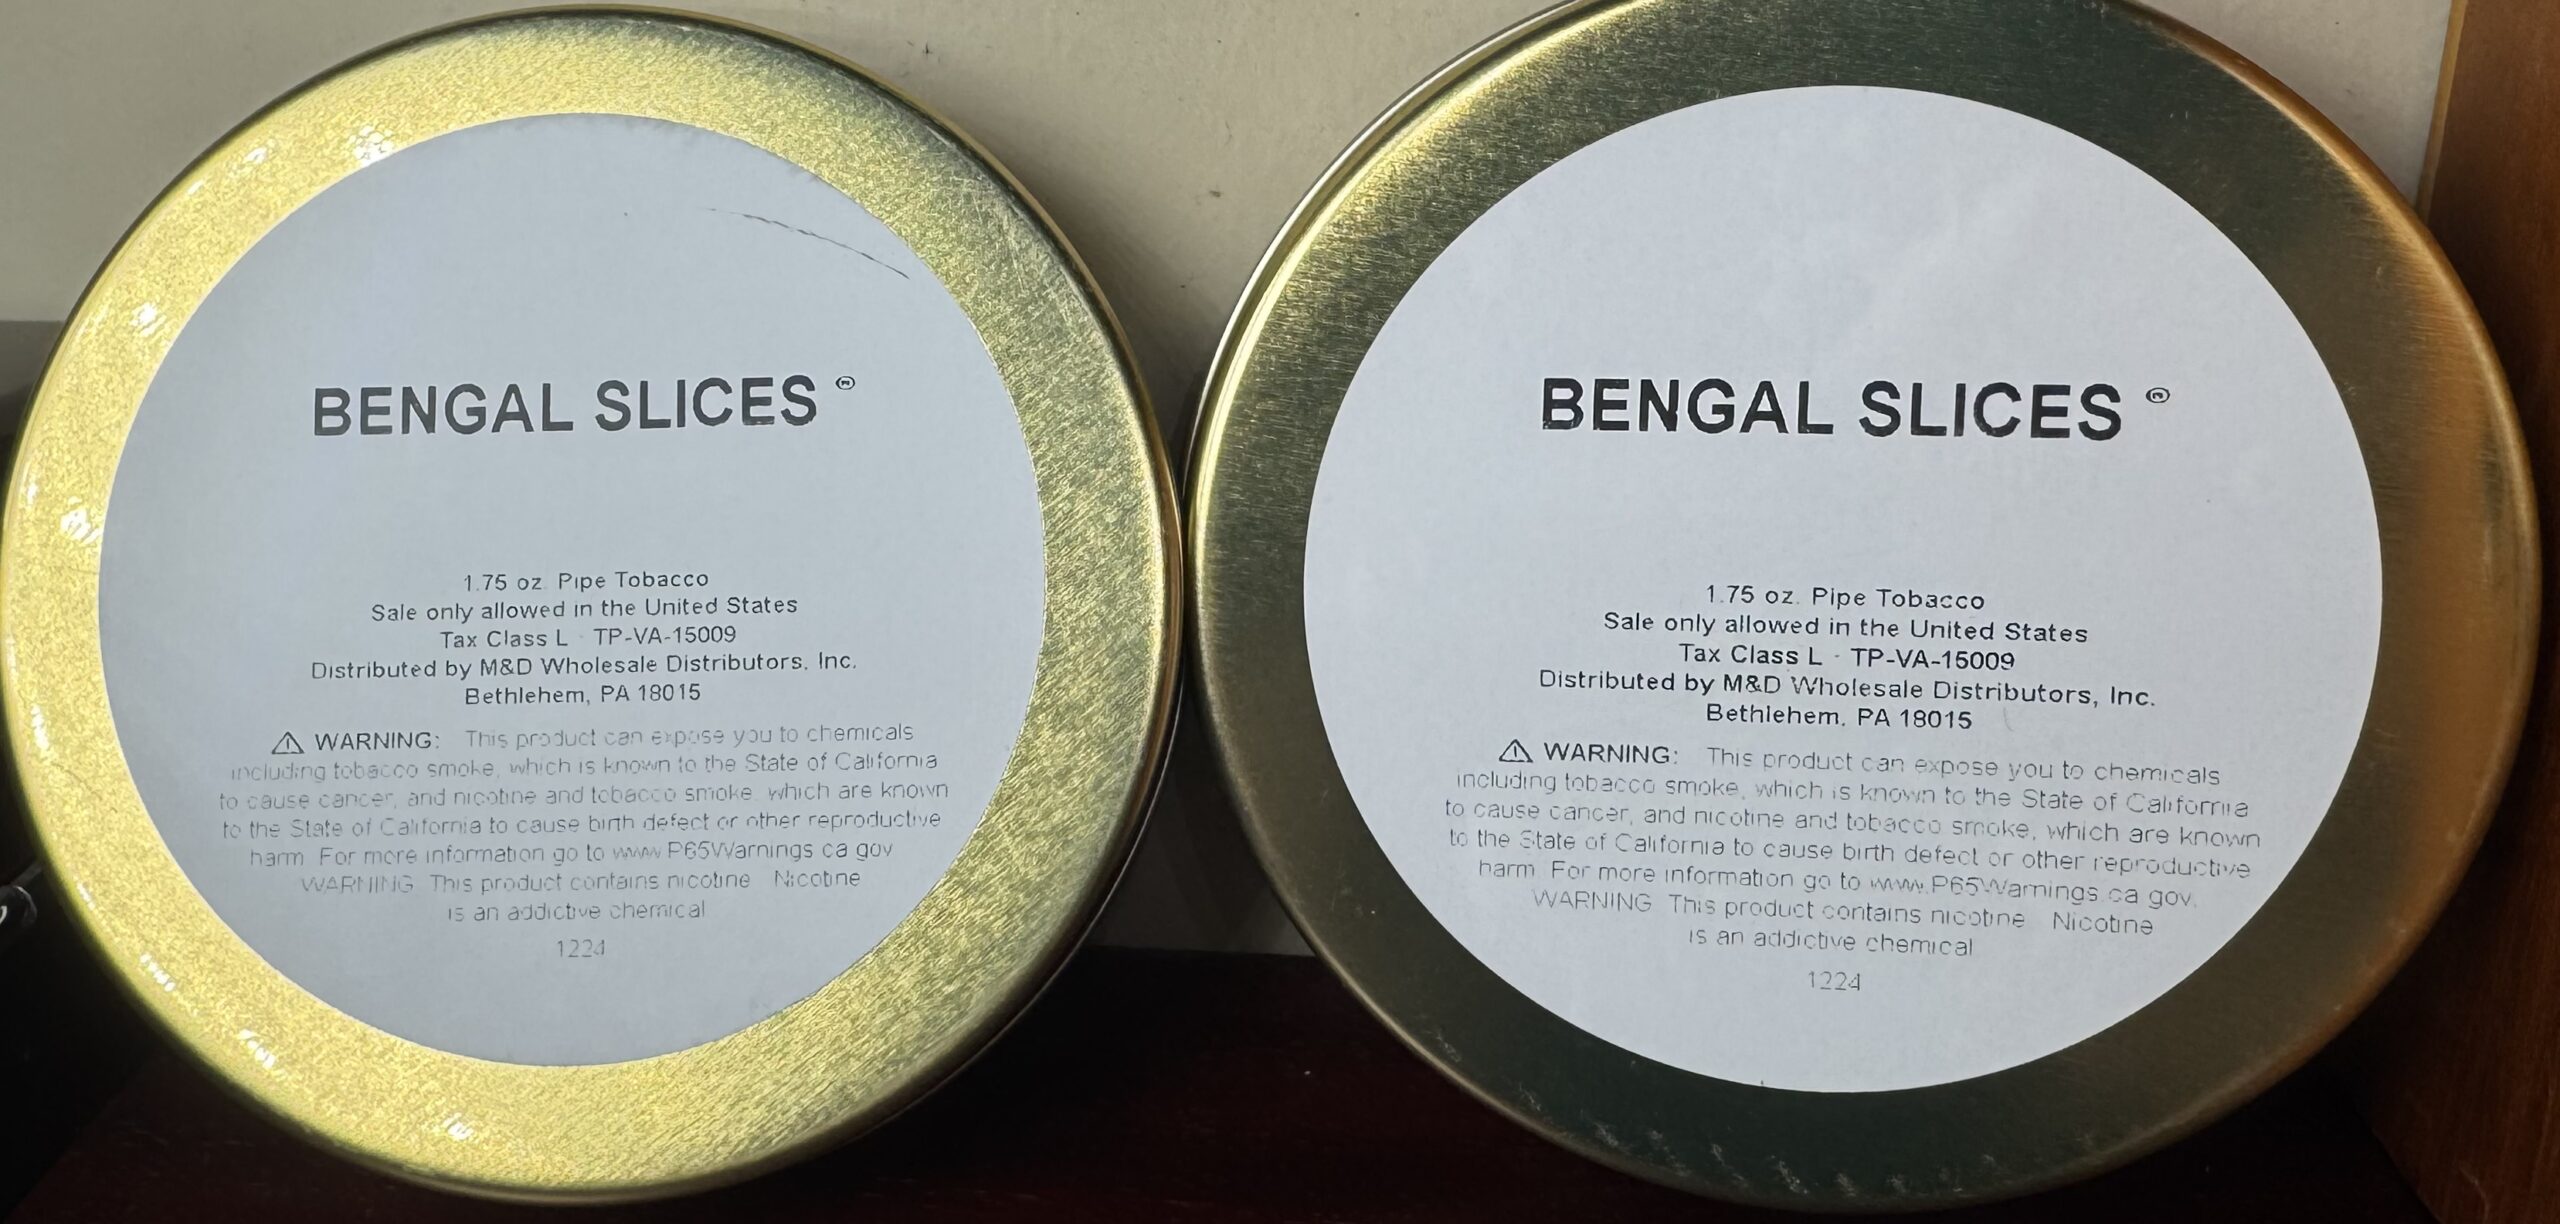 BENGAL SLICES ®
1.75 oz. Pipe Tobacco
Sale only allowed in the United States
Tax Class L - TP-VA-15009
Distributed by M&D Wholesale Distributors, Inc.
Bethlehem, PA 18015
⚠ WARNING: This product can expose you to chemicals
including tobacco smoke, which is known to the State of California
to cause cancer, and nicotine and tobacco smoke, which are known
to the State of California to cause birth defect or other reproductive
harm. For more information go to www.P65Warnings.ca.gov
WARNING This product contains nicotine Nicotine
is an addictive chemical
1224
BENGAL SLICES ®
1.75 oz. Pipe Tobacco
Sale only allowed in the United States
Tax Class L - TP-VA-15009
Distributed by M&D Wholesale Distributors, Inc.
Bethlehem, PA 18015
⚠ WARNING: This product can expose you to chemicals
including tobacco smoke, which is known to the State of California
to cause cancer, and nicotine and tobacco smoke, which are known
to the State of California to cause birth defect or other reproductive
harm. For more information go to www.P65Warnings.ca.gov.
WARNING This product contains nicotine Nicotine
is an addictive chemical
1224